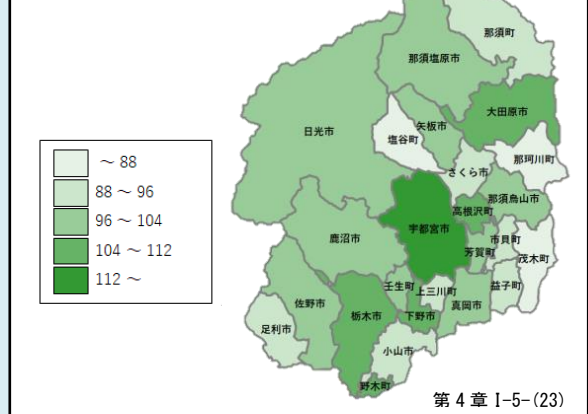 ～ 88
88 ～ 96
96 ～ 104
104 ～ 112
112 ～
那須町
那須塩原市
大田原市
日光市
矢板市
塩谷町
那珂川町
さくら市
那須烏山市
高根沢町
宇都宮市
市貝町
鹿沼市
芳賀町
茂木町
壬生町
上三川町
益子町
佐野市
真岡市
栃木市
下野市
足利市
小山市
野木町
第４章 Ⅰ-5-(23)